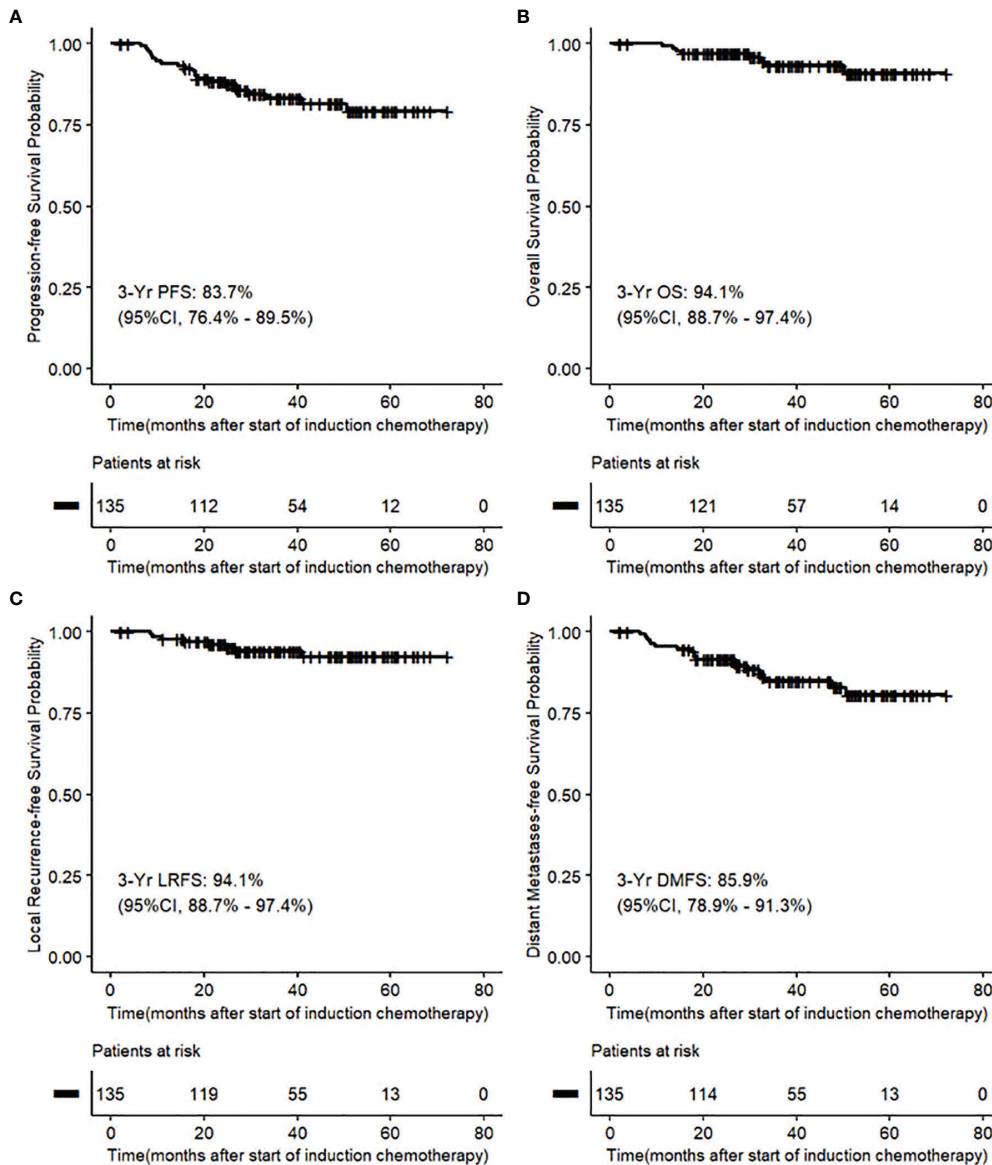 A
Progression-free Survival Probability
1.00
0.75
0.50
0.25
0.00
3-Yr PFS: 83.7%
(95%CI, 76.4% - 89.5%)
0 20 40 60 80
Time(months after start of induction chemotherapy)
Patients at risk
135 112 54 12 0
0 20 40 60 80
Time(months after start of induction chemotherapy)
B
Overall Survival Probability
1.00
0.75
0.50
0.25
0.00
3-Yr OS: 94.1%
(95%CI, 88.7% - 97.4%)
0 20 40 60 80
Time(months after start of induction chemotherapy)
Patients at risk
135 121 57 14 0
0 20 40 60 80
Time(months after start of induction chemotherapy)
C
Local Recurrence-free Survival Probability
1.00
0.75
0.50
0.25
0.00
3-Yr LRFS: 94.1%
(95%CI, 88.7% - 97.4%)
0 20 40 60 80
Time(months after start of induction chemotherapy)
Patients at risk
135 119 55 13 0
0 20 40 60 80
Time(months after start of induction chemotherapy)
D
Distant Metastases-free Survival Probability
1.00
0.75
0.50
0.25
0.00
3-Yr DMFS: 85.9%
(95%CI, 78.9% - 91.3%)
0 20 40 60 80
Time(months after start of induction chemotherapy)
Patients at risk
135 114 55 13 0
0 20 40 60 80
Time(months after start of induction chemotherapy)